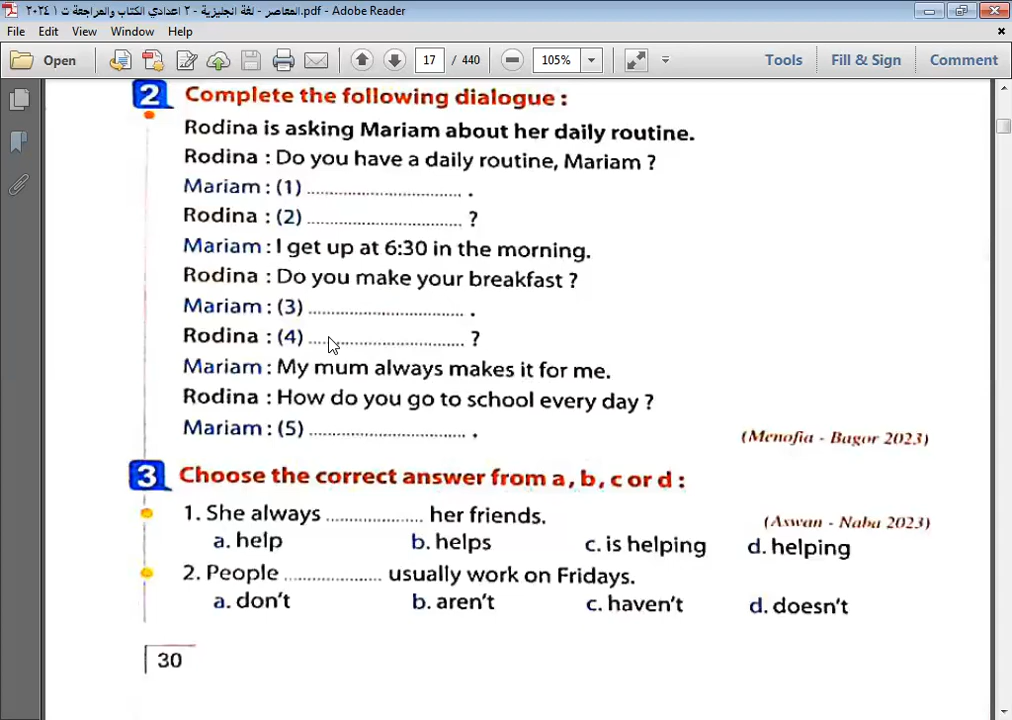 المعاصر - لغة انجليزية - ٢ اعدادي الكتاب والمراجعة ت ١ ٢٠٢٤.pdf - Adobe Reader
File Edit View Window Help
Open 17 / 440 105% Tools Fill & Sign Comment
2 Complete the following dialogue :
Rodina is asking Mariam about her daily routine.
Rodina : Do you have a daily routine, Mariam ?
Mariam : (1) .................................. .
Rodina : (2) .................................. ?
Mariam : I get up at 6:30 in the morning.
Rodina : Do you make your breakfast ?
Mariam : (3) .................................. .
Rodina : (4) .................................. ?
Mariam : My mum always makes it for me.
Rodina : How do you go to school every day ?
Mariam : (5) .................................. .
(Menofia - Bagor 2023)
3 Choose the correct answer from a, b, c or d :
1. She always ..................... her friends. (Aswan - Naba 2023)
a. help b. helps c. is helping d. helping
2. People ..................... usually work on Fridays.
a. don't b. aren't c. haven't d. doesn't
30